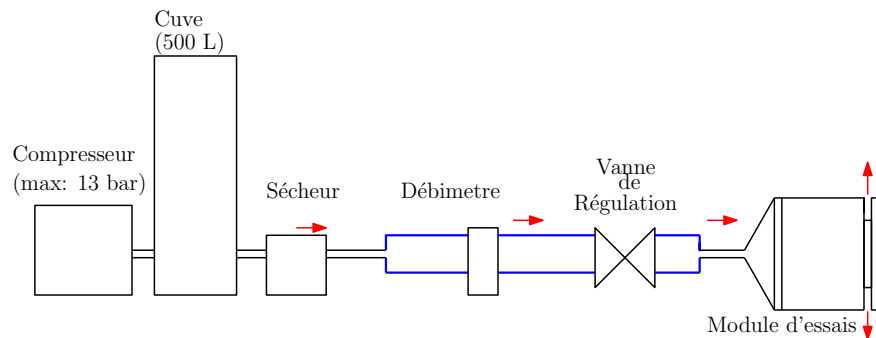 Cuve
(500 L)
Compresseur
(max: 13 bar)
Sécheur
Débimetre
Vanne
de
Régulation
Module d'essais